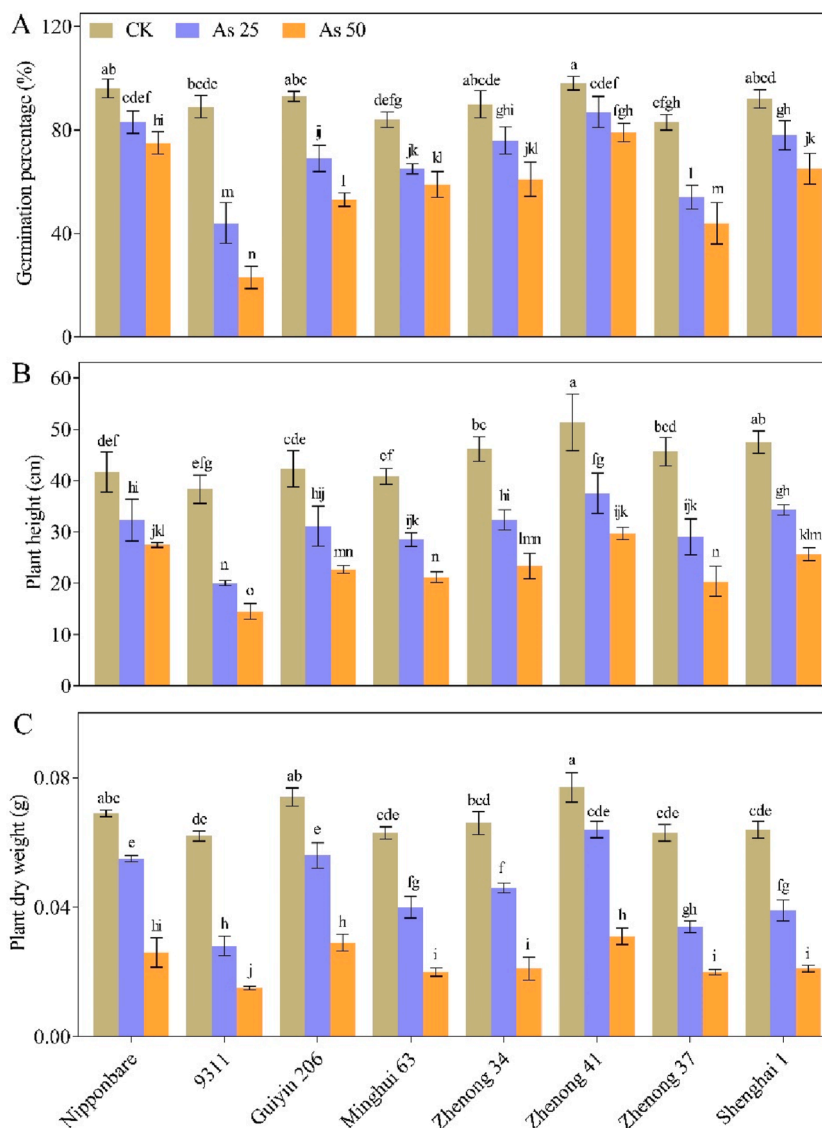 A
CK As 25 As 50
Germination percentage (%)
120
80
40
0
ab cdef hi bcde m n abc ij l defg jk kl abcde ghi jkl a cdef fgh efgh l m abcd gh jk
B
Plant height (cm)
60
50
40
30
20
10
0
def hi jkl efg n o cde hij mn ef ijk n bc hi lmn a fg ijk bcd ijk n ab gh klm
C
Plant dry weight (g)
0.08
0.04
0.00
abc e hi de h j ab e h cde fg i bcd f i a cde h cde gh i cde fg i
Nipponbare
9311
Guiyin 206
Minghui 63
Zhenong 34
Zhenong 41
Zhenong 37
Shenghai 1